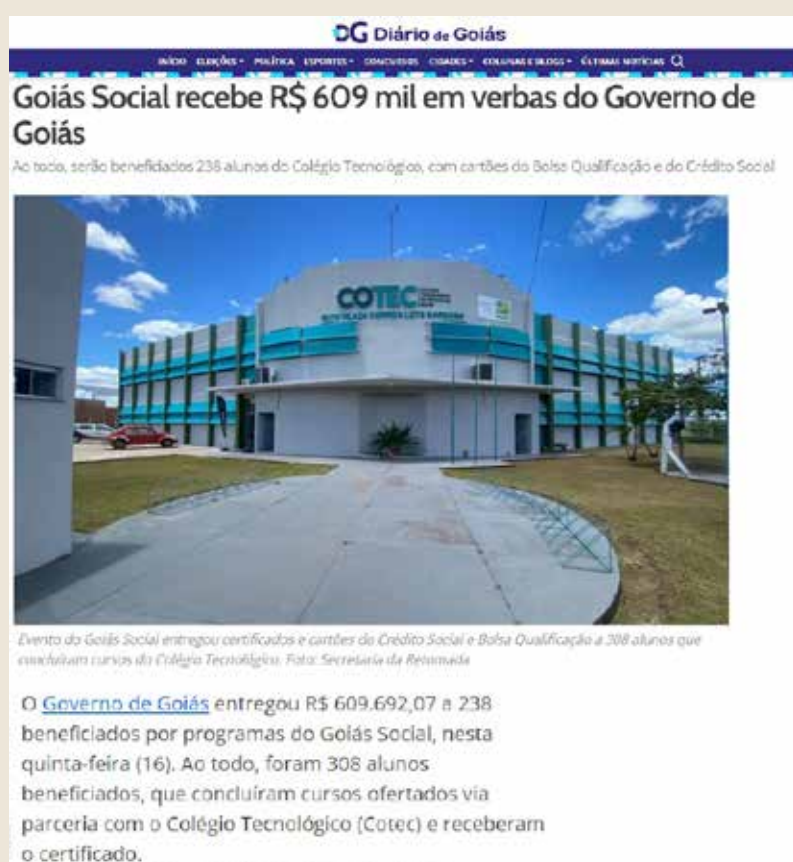 DG Diário de Goiás
INÍCIO ELEIÇÕES POLÍTICA ESPORTES CONCURSOS CIDADES COLUNAS E BLOGS ÚLTIMAS NOTÍCIAS
Goiás Social recebe R$ 609 mil em verbas do Governo de
Goiás
Ao todo, serão beneficiados 238 alunos do Colégio Tecnológico, com cartões do Bolsa Qualificação e do Crédito Social
COTEC
Evento do Goiás Social entregou certificados e cartões do Crédito Social e Bolsa Qualificação a 308 alunos que
concluíram cursos do Colégio Tecnológico. Foto: Secretaria da Retomada
O Governo de Goiás entregou R$ 609.692,07 a 238
beneficiados por programas do Goiás Social, nesta
quinta-feira (16). Ao todo, foram 308 alunos
beneficiados, que concluíram cursos ofertados via
parceria com o Colégio Tecnológico (Cotec) e receberam
o certificado.